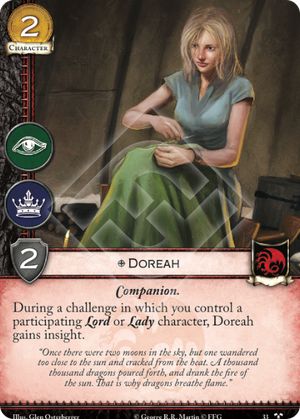 2
CHARACTER
2
DOREAH
Companion.
During a challenge in which you control a
participating Lord or Lady character, Doreah
gains insight.
"Once there were two moons in the sky, but one wandered
too close to the sun and cracked from the heat. A thousand
thousand dragons poured forth, and drank the fire
of the sun. That is why dragons breathe flame."
Illus. Glen Osterberger
© George R.R. Martin © FFG
13